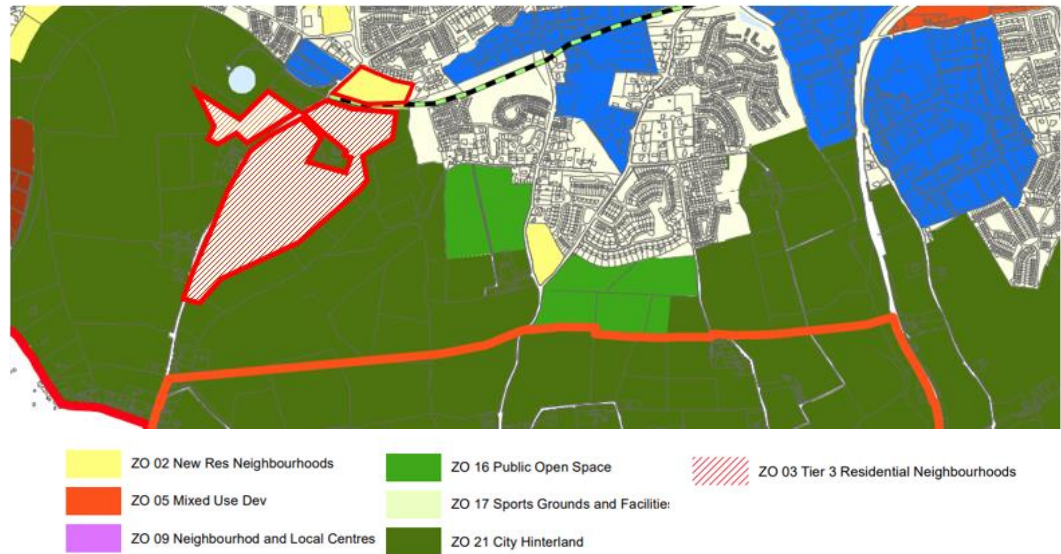 ZO 02 New Res Neighbourhoods
ZO 05 Mixed Use Dev
ZO 09 Neighbourhod and Local Centres
ZO 16 Public Open Space
ZO 17 Sports Grounds and Facilitie
ZO 21 City Hinterland
ZO 03 Tier 3 Residential Neighbourhoods